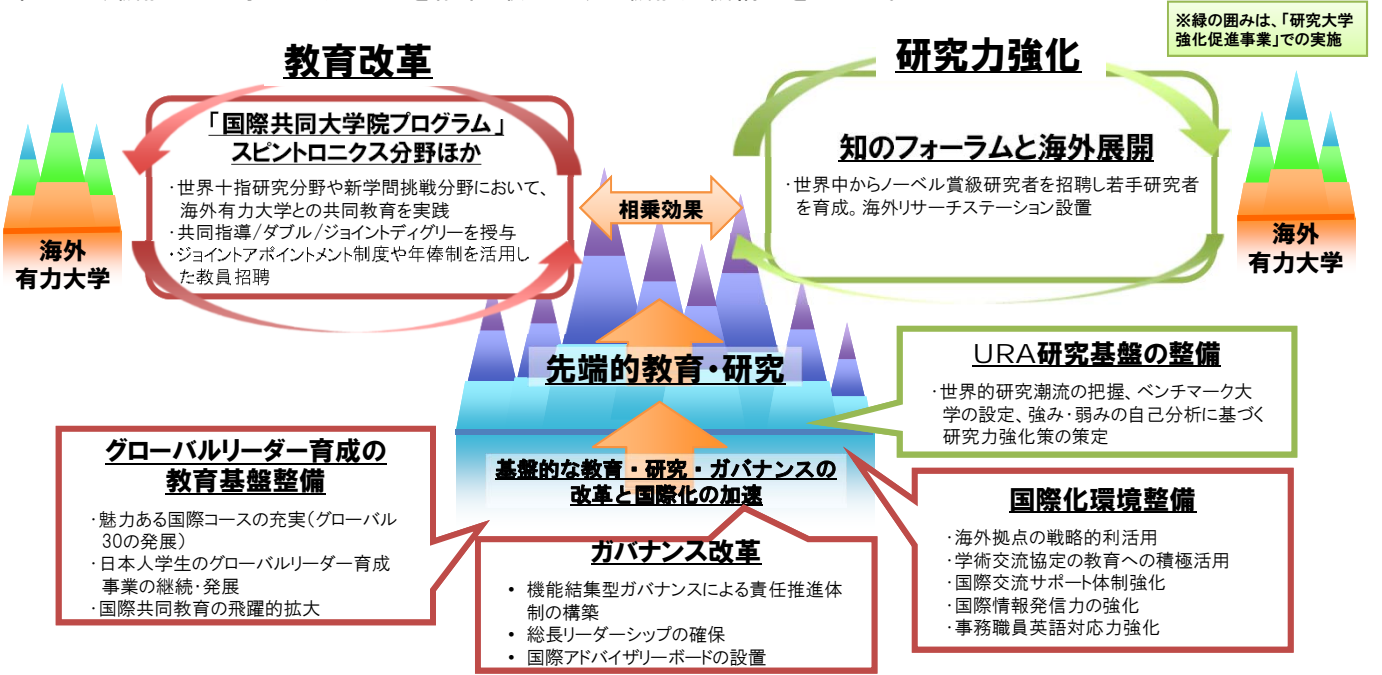 ※緑の囲みは、「研究大学
強化促進事業」での実施
教育改革
研究力強化
「国際共同大学院プログラム」
スピントロニクス分野ほか
・世界十指研究分野や新学問挑戦分野において、
海外有力大学との共同教育を実践
・共同指導/ダブル/ジョイントディグリーを授与
・ジョイントアポイントメント制度や年俸制を活用し
た教員招聘
知のフォーラムと海外展開
・世界中からノーベル賞級研究者を招聘し若手研究者
を育成。海外リサーチステーション設置
相乗効果
海外
有力大学
海外
有力大学
先端的教育・研究
URA研究基盤の整備
・世界的研究潮流の把握、ベンチマーク大
学の設定、強み・弱みの自己分析に基づく
研究力強化策の策定
グローバルリーダー育成の
教育基盤整備
・魅力ある国際コースの充実(グローバル
30の発展)
・日本人学生のグローバルリーダー育成
事業の継続・発展
・国際共同教育の飛躍的拡大
基盤的な教育・研究・ガバナンスの
改革と国際化の加速
ガバナンス改革
• 機能結集型ガバナンスによる責任推進体
制の構築
• 総長リーダーシップの確保
• 国際アドバイザリーボードの設置
国際化環境整備
・海外拠点の戦略的利活用
・学術交流協定の教育への積極活用
・国際交流サポート体制強化
・国際情報発信力の強化
・事務職員英語対応力強化